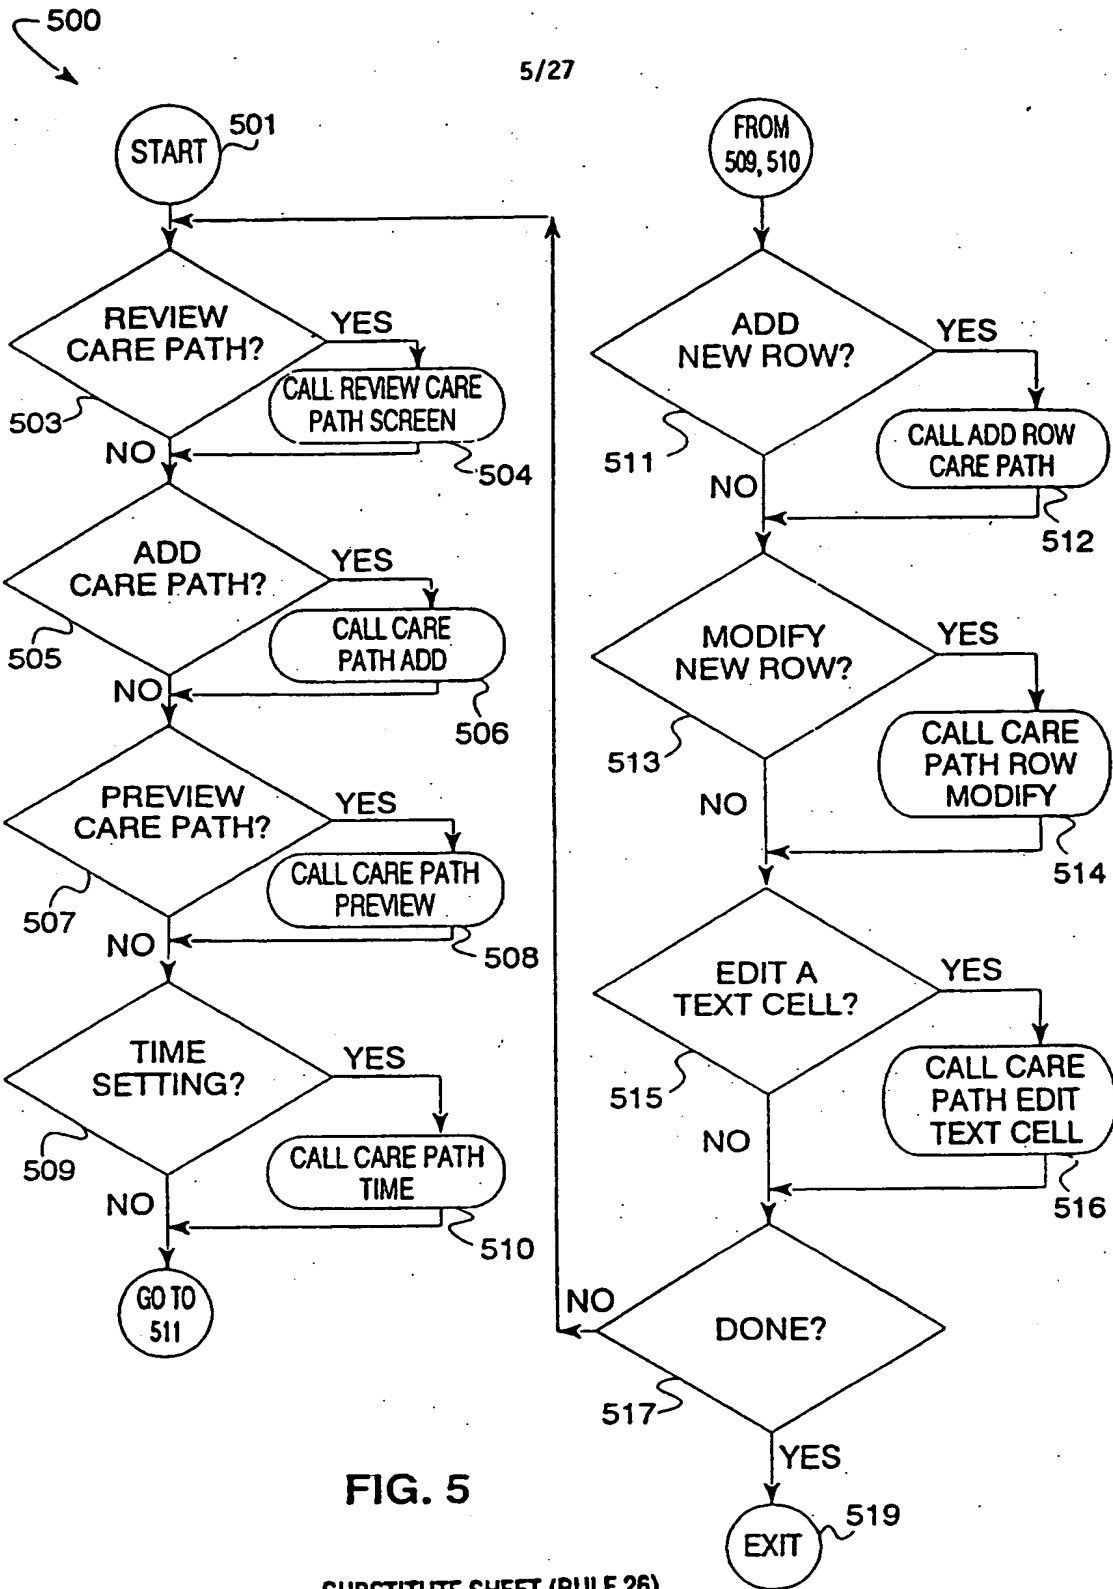 500
5/27
START
501
REVIEW
CARE PATH?
YES
503
CALL REVIEW CARE
PATH SCREEN
NO
504
ADD
CARE PATH?
YES
505
CALL CARE
PATH ADD
NO
506
PREVIEW
CARE PATH?
YES
507
CALL CARE PATH
PREVIEW
NO
508
TIME
SETTING?
YES
509
CALL CARE PATH
TIME
NO
510
GO TO
511
FROM
509, 510
ADD
NEW ROW?
YES
511
CALL ADD ROW
CARE PATH
NO
512
MODIFY
NEW ROW?
YES
513
CALL CARE
PATH ROW
MODIFY
NO
514
EDIT A
TEXT CELL?
YES
515
CALL CARE
PATH EDIT
TEXT CELL
NO
516
DONE?
NO
517
YES
EXIT
519
FIG. 5
SUBSTITUTE SHEET (RULE 26)